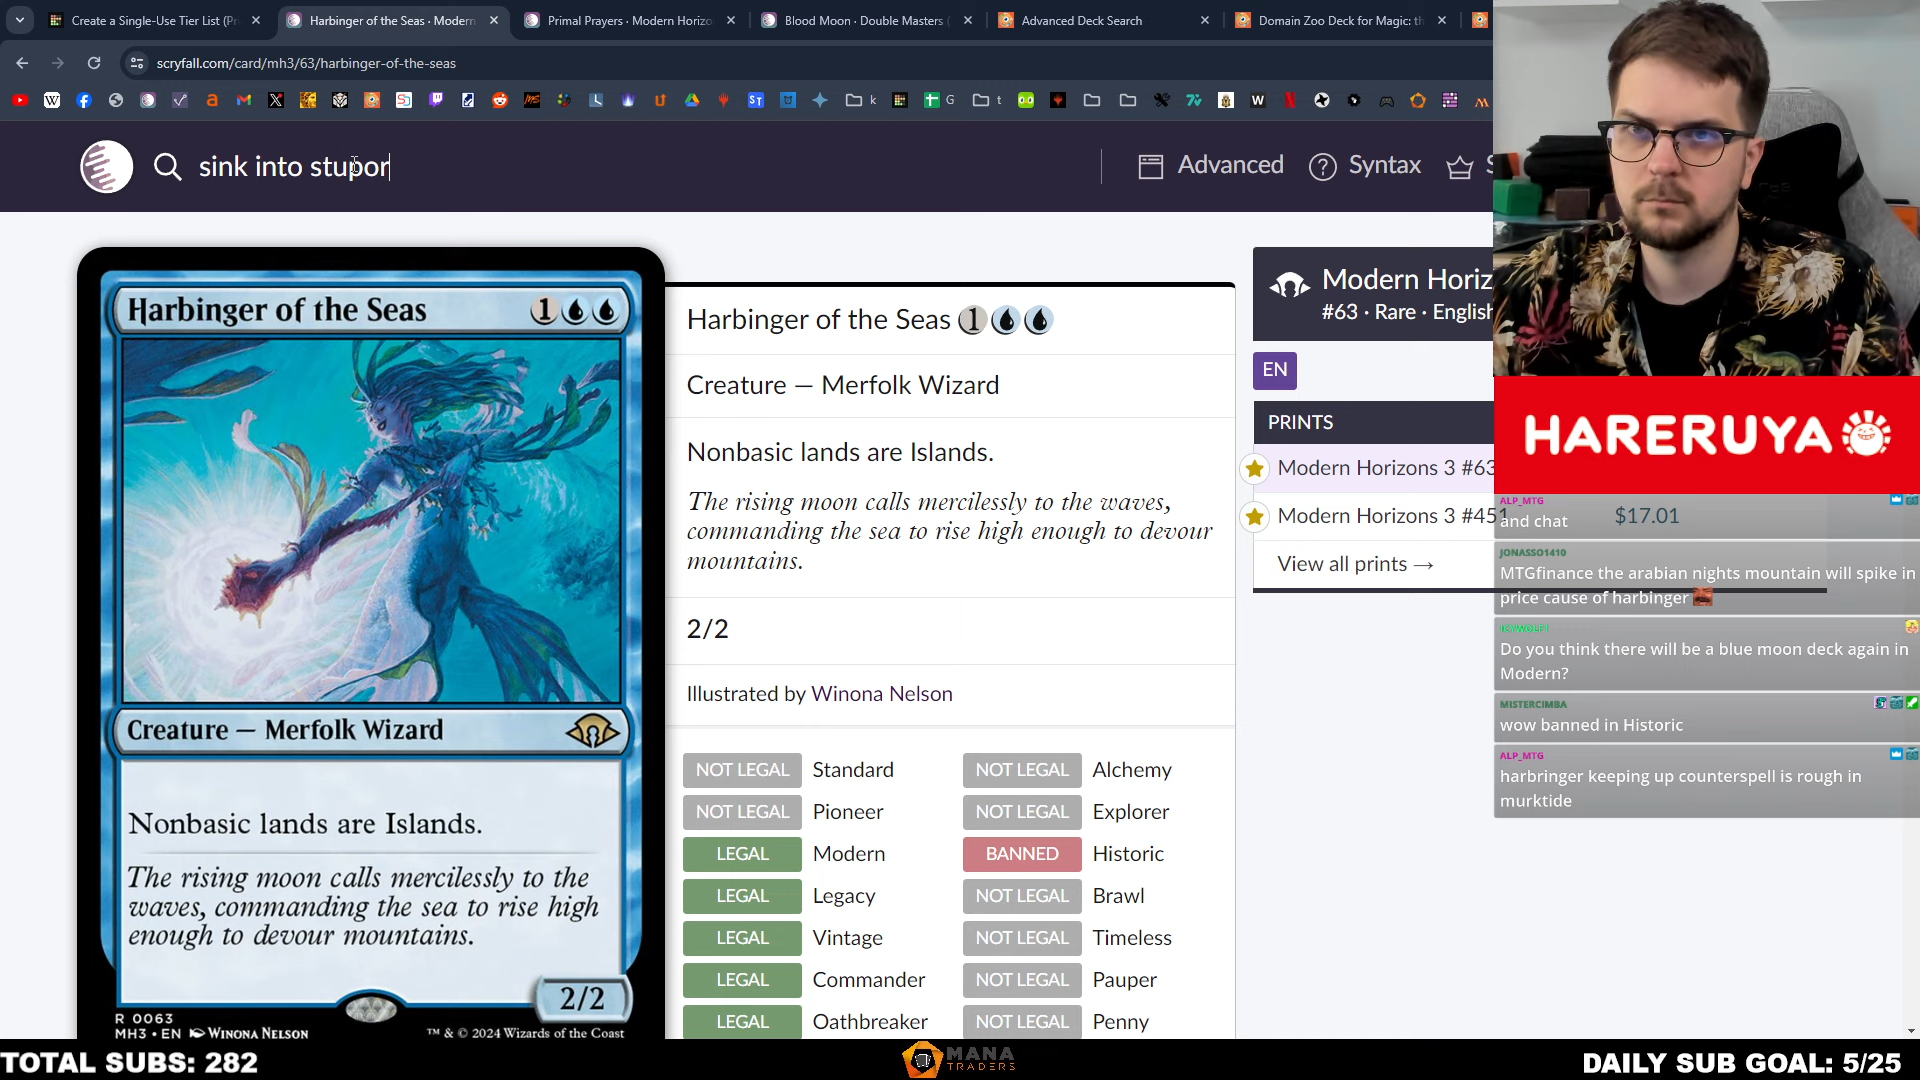 Create a Single-Use Tier List (Pr
Harbinger of the Seas · Modern
Primal Prayers · Modern Horizo
Blood Moon · Double Masters (
Advanced Deck Search
Domain Zoo Deck for Magic: th
scryfall.com/card/mh3/63/harbinger-of-the-seas
k
G
t
sink into stupor
Advanced
Syntax
S
Harbinger of the Seas 1
Creature — Merfolk Wizard
Nonbasic lands are Islands.
The rising moon calls mercilessly to the
waves, commanding the sea to rise high
enough to devour mountains.
2/2
R 0063
MH3 • EN WINONA NELSON
™ & © 2024 Wizards of the Coast
Harbinger of the Seas 1
Creature — Merfolk Wizard
Nonbasic lands are Islands.
The rising moon calls mercilessly to the waves,
commanding the sea to rise high enough to devour
mountains.
2/2
Illustrated by Winona Nelson
NOT LEGAL Standard NOT LEGAL Alchemy
NOT LEGAL Pioneer NOT LEGAL Explorer
LEGAL Modern BANNED Historic
LEGAL Legacy NOT LEGAL Brawl
LEGAL Vintage NOT LEGAL Timeless
LEGAL Commander NOT LEGAL Pauper
LEGAL Oathbreaker NOT LEGAL Penny
Modern Horiz
#63 · Rare · English
EN
PRINTS
Modern Horizons 3 #63
Modern Horizons 3 #451 $17.01
View all prints →
HARERUYA
ALP_MTG
and chat
JONASSO1410
MTGfinance the arabian nights mountain will spike in
price cause of harbinger
Do you think there will be a blue moon deck again in
Modern?
MISTERCIMBA
wow banned in Historic
ALP_MTG
harbringer keeping up counterspell is rough in
murktide
TOTAL SUBS: 282
MANA
TRADERS
DAILY SUB GOAL: 5/25